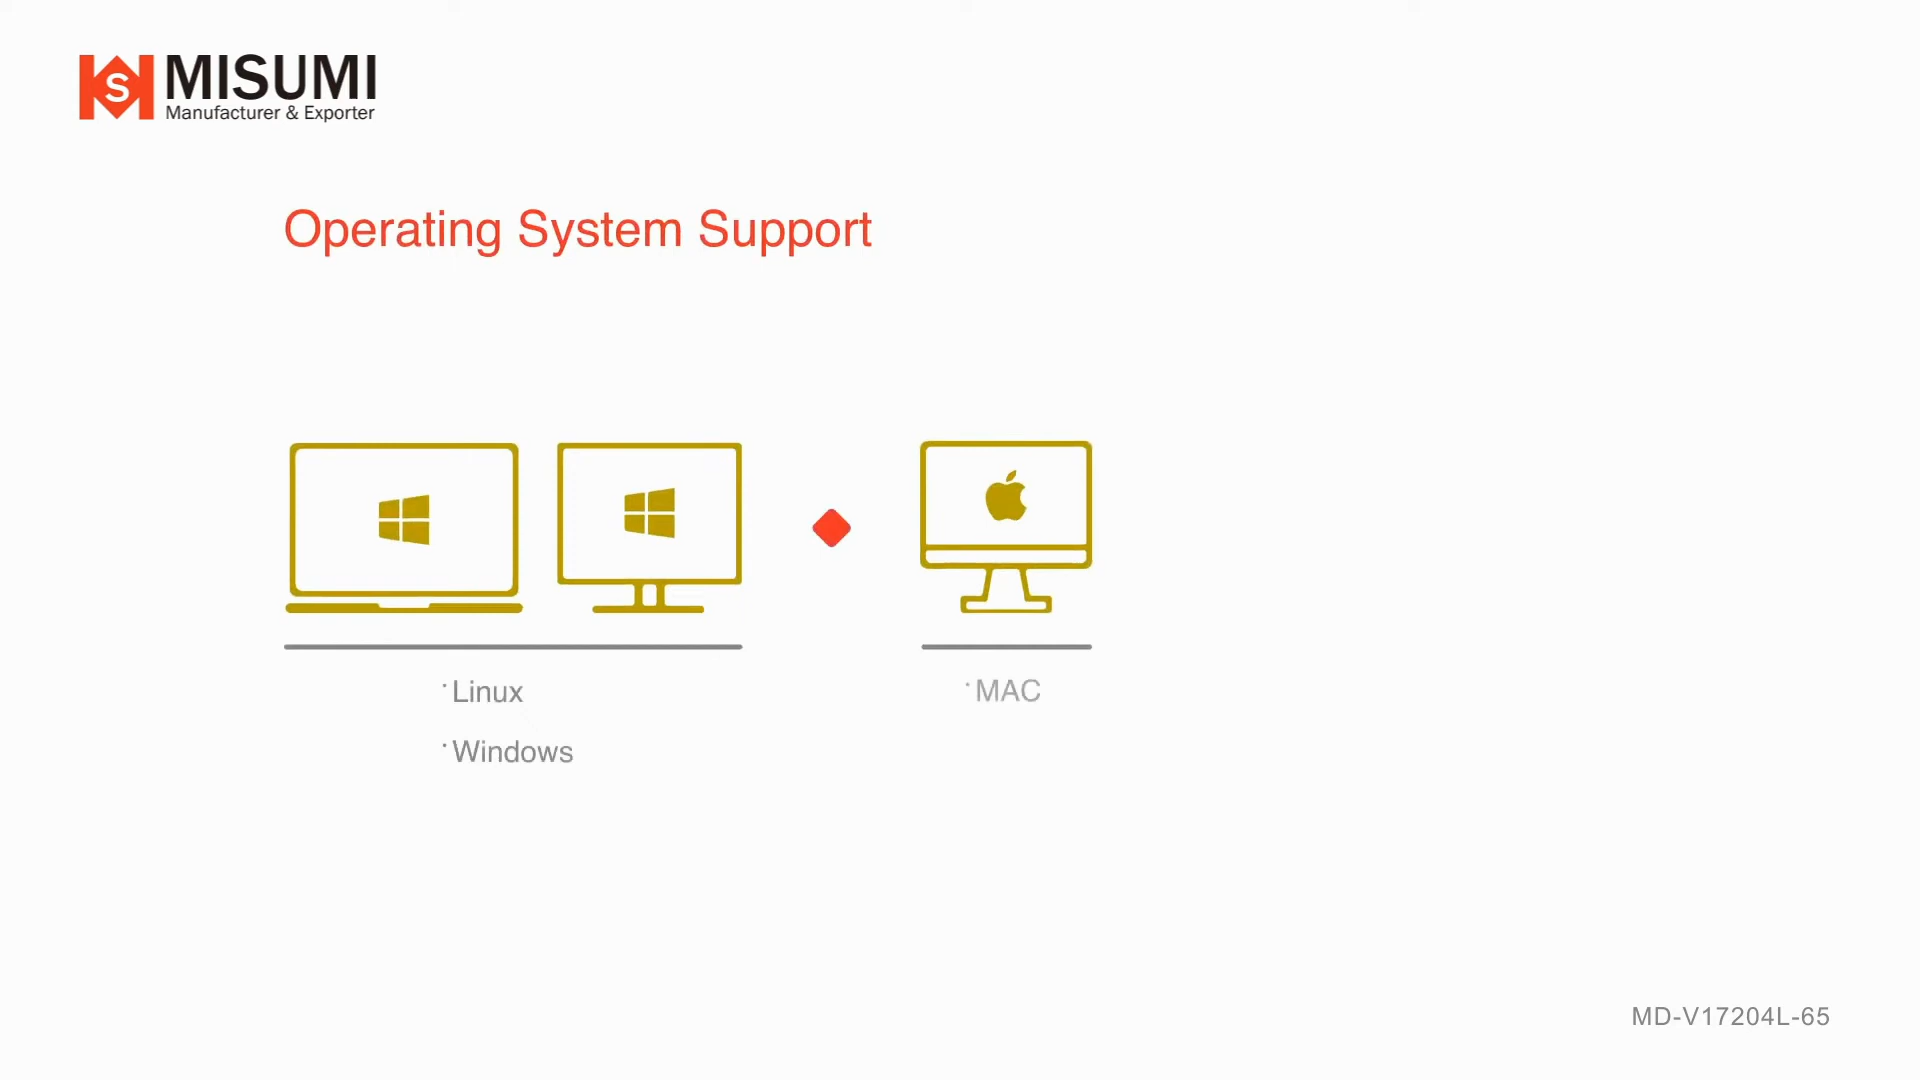 S
MISUMI
Manufacturer & Exporter
Operating System Support
·Linux
·Windows
·MAC
MD-V17204L-65